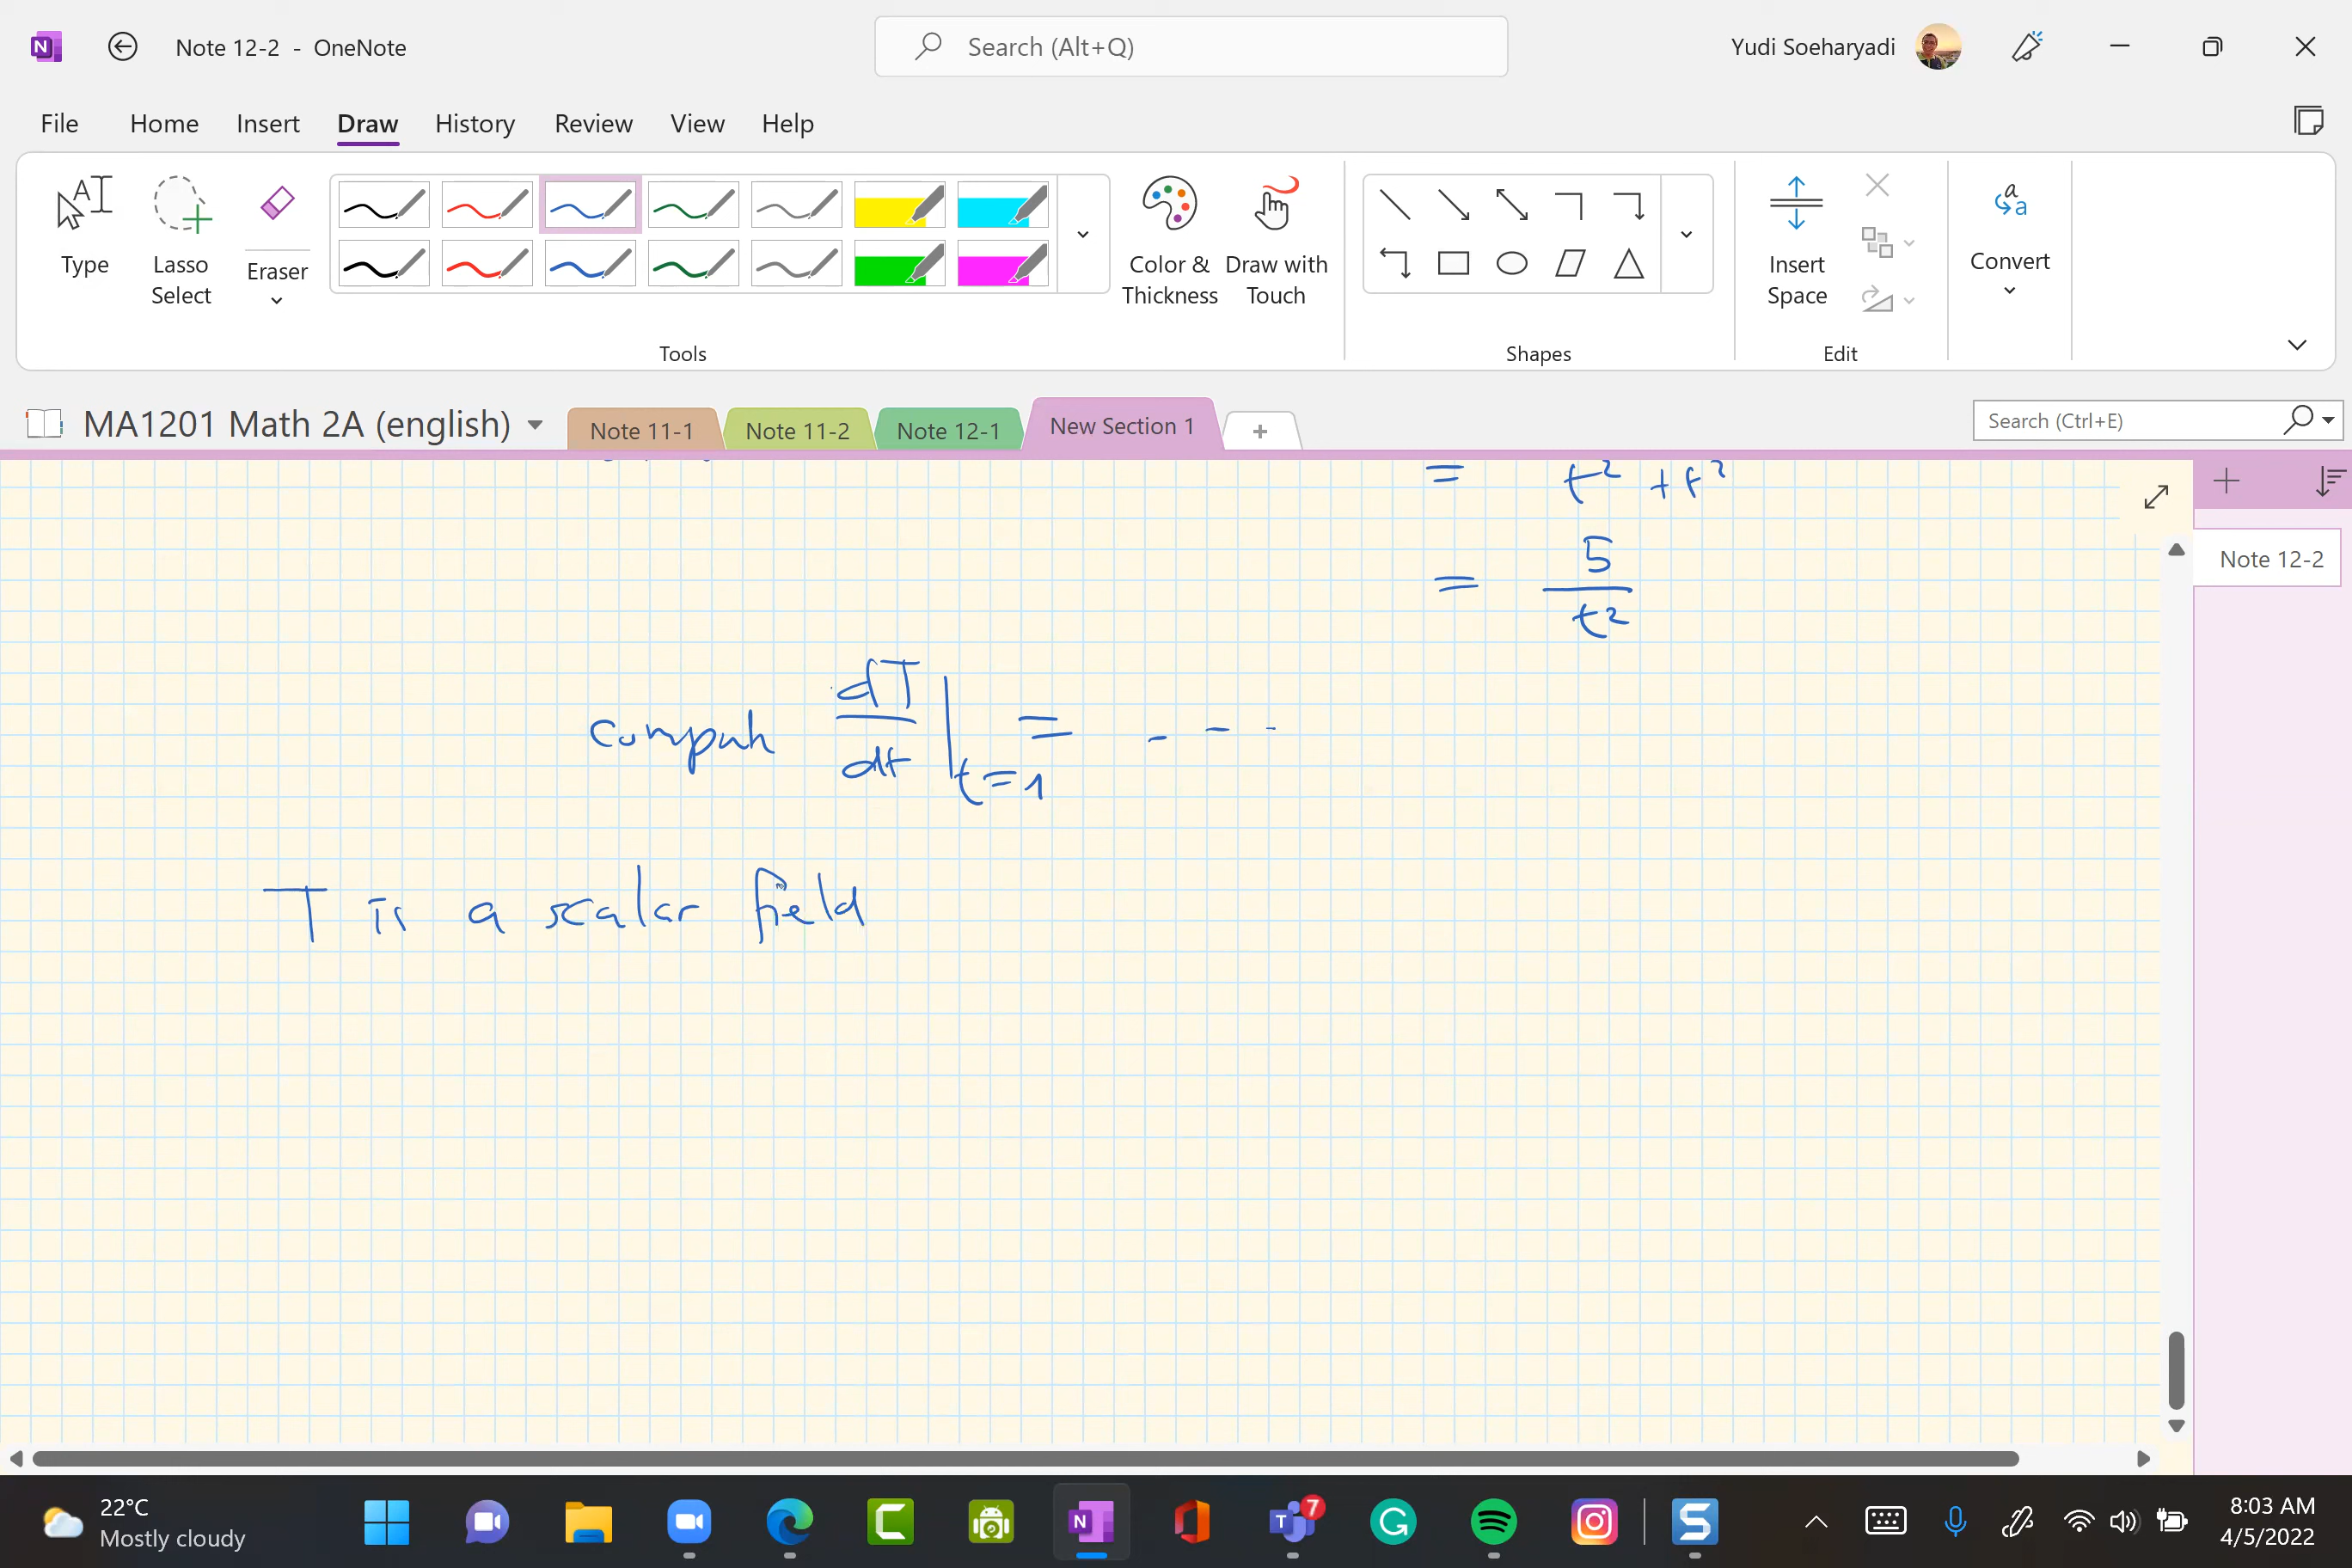 Note 12-2 - OneNote
Search (Alt+Q)
Yudi Soeharyadi
File Home Insert Draw History Review View Help
Type
Lasso Select
Eraser
Color & Thickness
Draw with Touch
Insert Space
Convert
Tools
Shapes
Edit
MA1201 Math 2A (english)
Note 11-1
Note 11-2
Note 12-1
New Section 1
Search (Ctrl+E)
Note 12-2
= t² + t²
= 5/t²
compute dT/dt |t=1 = - - -
T is a scalar field
22°C
Mostly cloudy
7
8:03 AM
4/5/2022